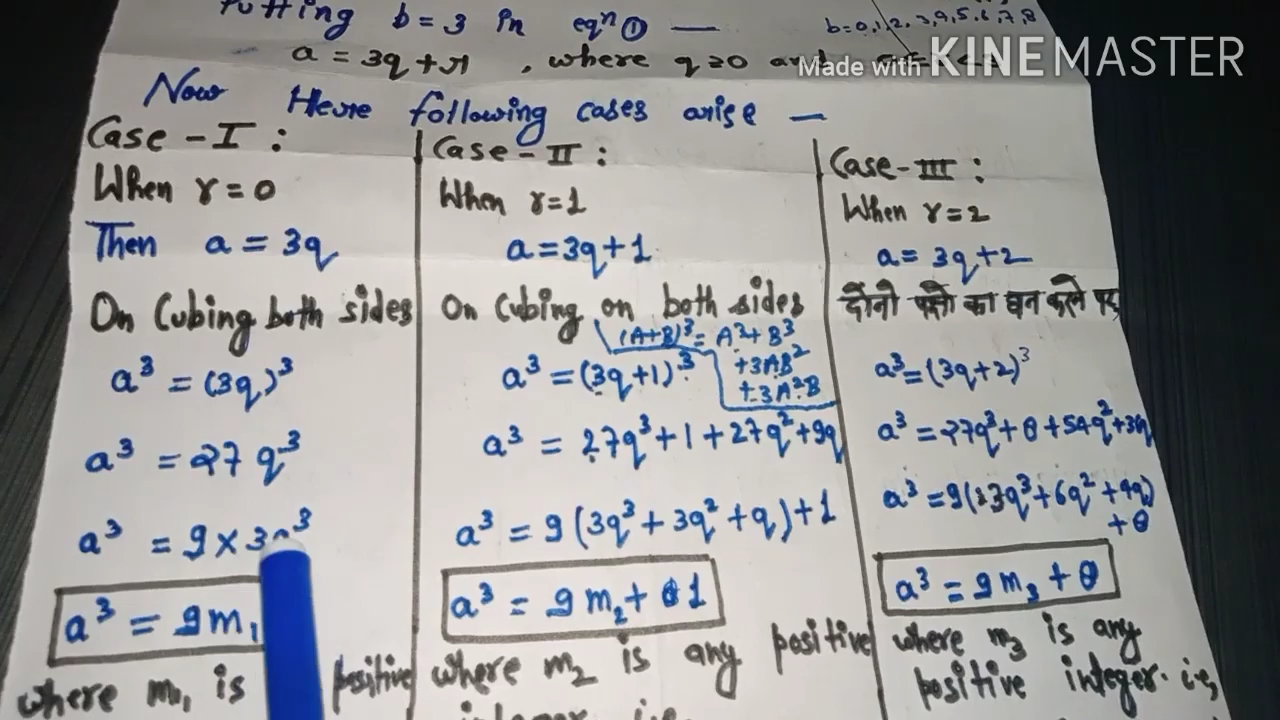 Putting b = 3 in eqⁿ ① —
b=0,1,2,3,4,5,6,7,8
a = 3q + r , where q ≥ 0 and
Made with KINEMASTER
Now Here following cases arise —
Case - I :
When r = 0
Then a = 3q
On Cubing both sides
a³ = (3q)³
a³ = 27 q³
a³ = 9 × 3q³
a³ = 9m₁
where m₁ is positive
Case - II :
When r=1
a = 3q+1
On Cubing on both sides
(A+B)³ = A³ + B³
+3AB²
+3A²B
a³ = (3q+1)³
a³ = 27q³+1+27q²+9q
a³ = 9(3q³+3q²+q)+1
a³ = 9m₂ + 1
where m₂ is any positive
integer i.e.
Case - III :
When r=2
a = 3q+2
दोनो पक्षो का घन करने पर
a³ = (3q+2)³
a³ = 27q³+8+54q²+36q
a³ = 9(3q³+6q²+4q)
+8
a³ = 9m₃ + 8
where m₃ is any
positive integer. i.e,